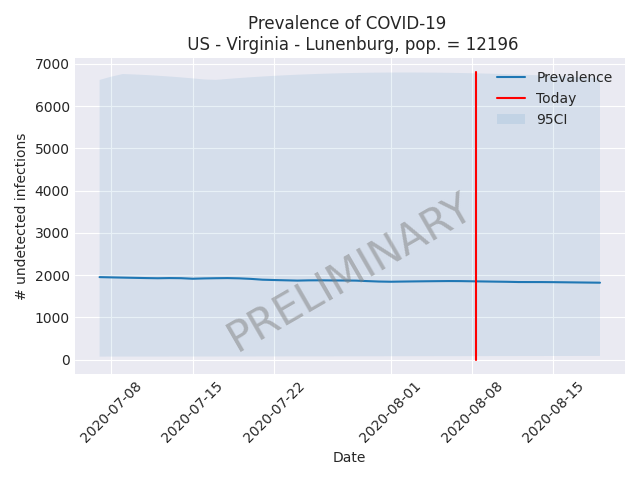 Prevalence of COVID-19
US - Virginia - Lunenburg, pop. = 12196
7000
6000
5000
4000
3000
2000
1000
0
# undetected infections
Prevalence
Today
95CI
PRELIMINARY
2020-07-08
2020-07-15
2020-07-22
2020-08-01
2020-08-08
2020-08-15
Date